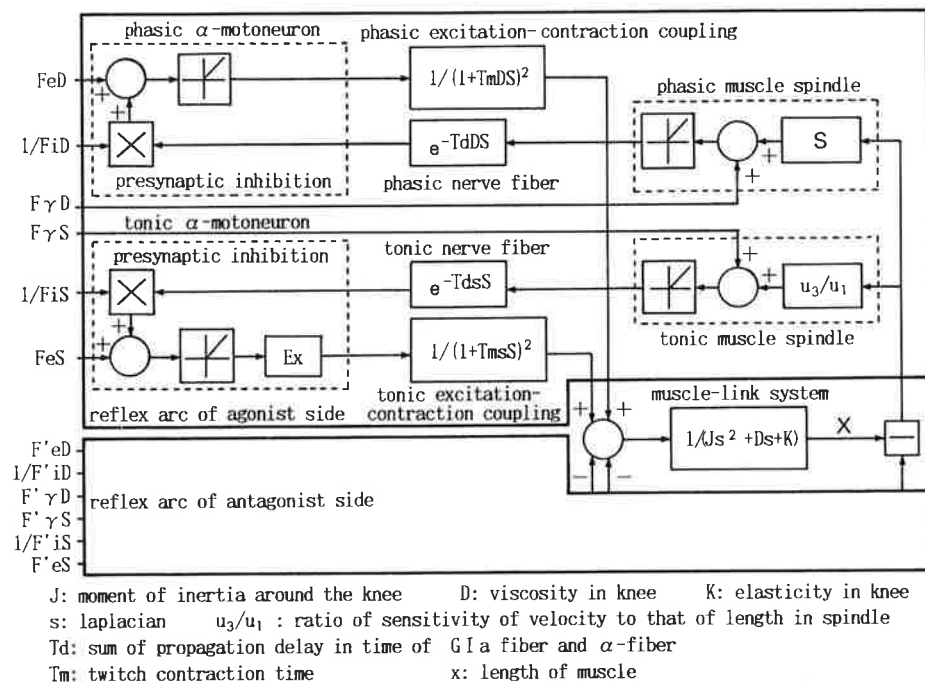 phasic α-motoneuron
phasic excitation-contraction coupling
FeD
+
+
1/(1+TmDS)²
phasic muscle spindle
1/FiD
e-TdDS
S
+
+
presynaptic inhibition
phasic nerve fiber
FγD
FγS
tonic α-motoneuron
presynaptic inhibition
tonic nerve fiber
1/FiS
e-TdsS
+
+
u₃/u₁
+
+
FeS
Ex
1/(1+TmsS)²
tonic muscle spindle
tonic excitation-
contraction coupling
reflex arc of agonist side
muscle-link system
+
+
1/(Js²+Ds+K)
X
−
−
−
F'eD
1/F'iD
F'γD
reflex arc of antagonist side
F'γS
1/F'iS
F'eS
J: moment of inertia around the knee D: viscosity in knee K: elasticity in knee
s: laplacian u₃/u₁ : ratio of sensitivity of velocity to that of length in spindle
Td: sum of propagation delay in time of GIa fiber and α-fiber
Tm: twitch contraction time x: length of muscle